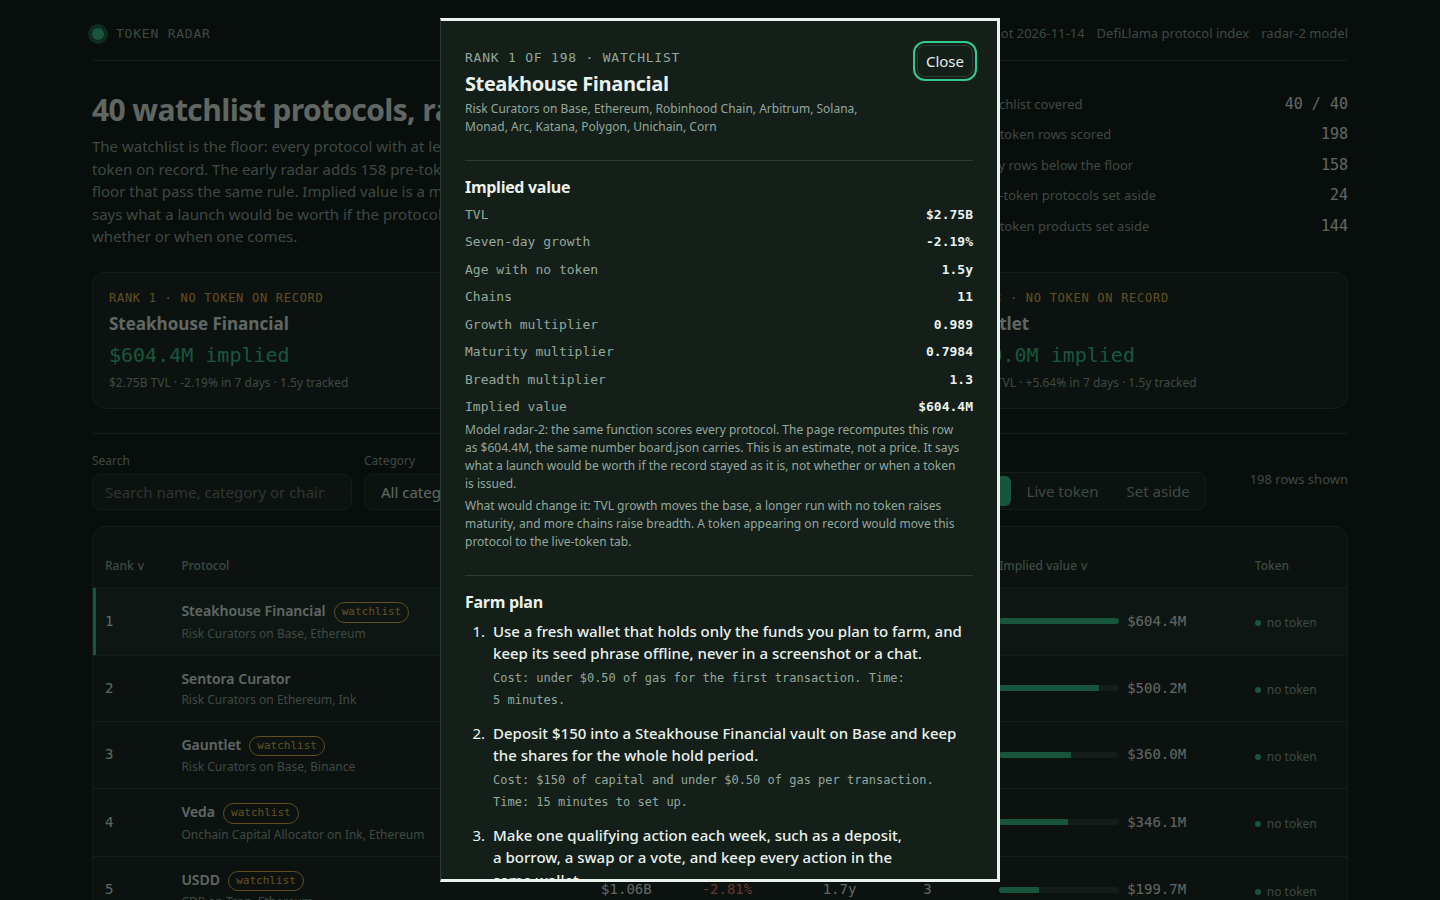 TOKEN RADAR
ot 2026-11-14 DefiLlama protocol index radar-2 model
40 watchlist protocols, ra
The watchlist is the floor: every protocol with at le
token on record. The early radar adds 158 pre-tok
floor that pass the same rule. Implied value is a m
says what a launch would be worth if the protocol
whether or when one comes.
chlist covered 40 / 40
token rows scored 198
y rows below the floor 158
-token protocols set aside 24
token products set aside 144
RANK 1 · NO TOKEN ON RECORD
Steakhouse Financial
$604.4M implied
$2.75B TVL · -2.19% in 7 days · 1.5y tracked
· NO TOKEN ON RECORD
tlet
.0M implied
TVL · +5.64% in 7 days · 1.5y tracked
Search
Search name, category or chain
Category
All categ
Live token
Set aside
198 rows shown
Rank v Protocol Implied value v Token
1 Steakhouse Financial watchlist $604.4M no token
Risk Curators on Base, Ethereum
2 Sentora Curator $500.2M no token
Risk Curators on Ethereum, Ink
3 Gauntlet watchlist $360.0M no token
Risk Curators on Base, Binance
4 Veda watchlist $346.1M no token
Onchain Capital Allocator on Ink, Ethereum
5 USDD watchlist $1.06B -2.81% 1.7y 3 $199.7M no token
RANK 1 OF 198 · WATCHLIST
Close
Steakhouse Financial
Risk Curators on Base, Ethereum, Robinhood Chain, Arbitrum, Solana,
Monad, Arc, Katana, Polygon, Unichain, Corn
Implied value
TVL $2.75B
Seven-day growth -2.19%
Age with no token 1.5y
Chains 11
Growth multiplier 0.989
Maturity multiplier 0.7984
Breadth multiplier 1.3
Implied value $604.4M
Model radar-2: the same function scores every protocol. The page recomputes this row
as $604.4M, the same number board.json carries. This is an estimate, not a price. It says
what a launch would be worth if the record stayed as it is, not whether or when a token
is issued.
What would change it: TVL growth moves the base, a longer run with no token raises
maturity, and more chains raise breadth. A token appearing on record would move this
protocol to the live-token tab.
Farm plan
1. Use a fresh wallet that holds only the funds you plan to farm, and
keep its seed phrase offline, never in a screenshot or a chat.
Cost: under $0.50 of gas for the first transaction. Time:
5 minutes.
2. Deposit $150 into a Steakhouse Financial vault on Base and keep
the shares for the whole hold period.
Cost: $150 of capital and under $0.50 of gas per transaction.
Time: 15 minutes to set up.
3. Make one qualifying action each week, such as a deposit,
a borrow, a swap or a vote, and keep every action in the
same wallet